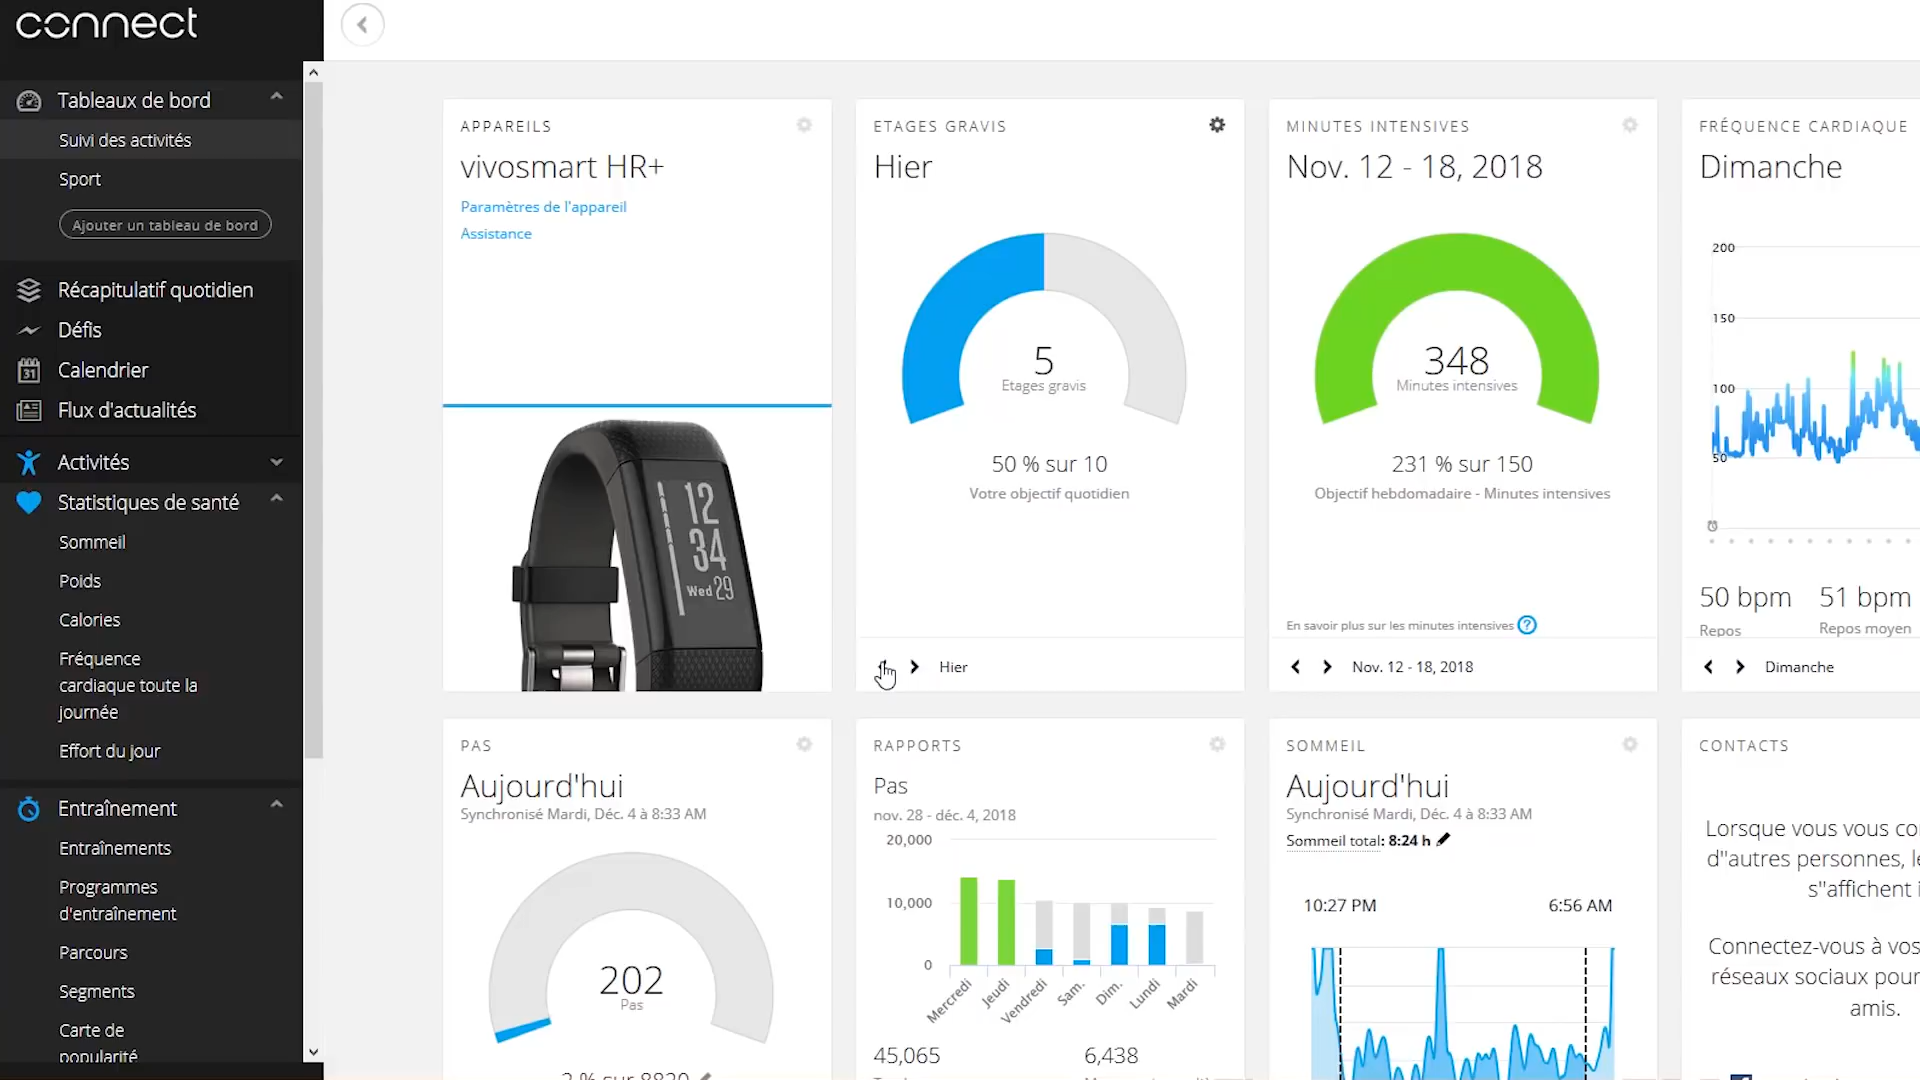 connect
Tableaux de bord
Suivi des activités
Sport
Ajouter un tableau de bord
Récapitulatif quotidien
Défis
31
Calendrier
Flux d'actualités
Activités
Statistiques de santé
Sommeil
Poids
Calories
Fréquence
cardiaque toute la
journée
Effort du jour
Entraînement
Entraînements
Programmes
d'entraînement
Parcours
Segments
Carte de
popularité
APPAREILS
vivosmart HR+
Paramètres de l'appareil
Assistance
12
34
Wed 29
ETAGES GRAVIS
Hier
5
Etages gravis
50 % sur 10
Votre objectif quotidien
Hier
MINUTES INTENSIVES
Nov. 12 - 18, 2018
348
Minutes intensives
231 % sur 150
Objectif hebdomadaire - Minutes intensives
En savoir plus sur les minutes intensives ?
Nov. 12 - 18, 2018
FRÉQUENCE CARDIAQUE
Dimanche
200
150
100
50
50 bpm 51 bpm
Repos Repos moyen
Dimanche
PAS
Aujourd'hui
Synchronisé Mardi, Déc. 4 à 8:33 AM
202
Pas
2 % sur 8820
RAPPORTS
Pas
nov. 28 - déc. 4, 2018
20,000
10,000
0
Mercredi Jeudi Vendredi Sam. Dim. Lundi Mardi
45,065 6,438
SOMMEIL
Aujourd'hui
Synchronisé Mardi, Déc. 4 à 8:33 AM
Sommeil total: 8:24 h
10:27 PM 6:56 AM
CONTACTS
Lorsque vous vous co
d''autres personnes, le
s''affichent i
Connectez-vous à vos
réseaux sociaux pour
amis.